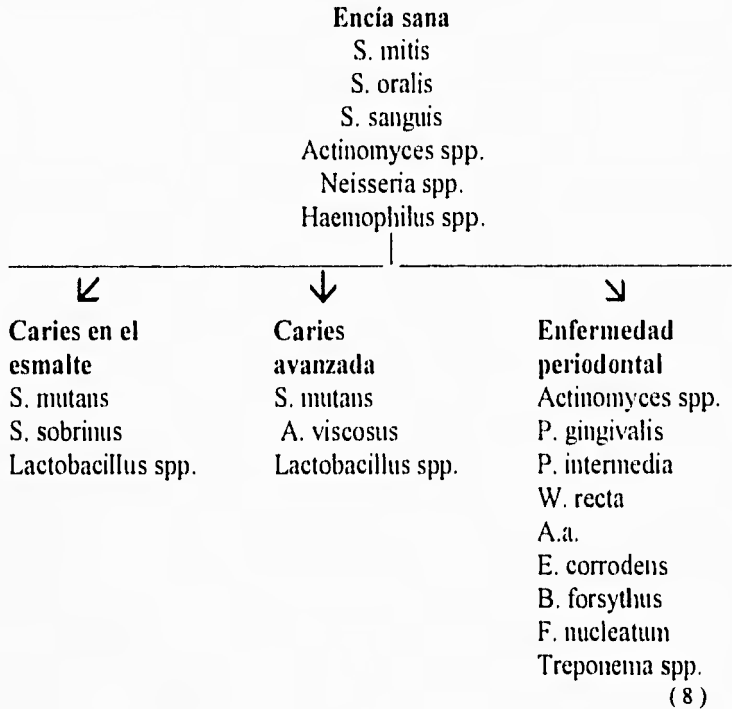 Encía sana
S. mitis
S. oralis
S. sanguis
Actinomyces spp.
Neisseria spp.
Haemophilus spp.
Caries en el
esmalte
S. mutans
S. sobrinus
Lactobacillus spp.
Caries
avanzada
S. mutans
A. viscosus
Lactobacillus spp.
Enfermedad
periodontal
Actinomyces spp.
P. gingivalis
P. intermedia
W. recta
A.a.
E. corrodens
B. forsythus
F. nucleatum
Treponema spp.
(8)